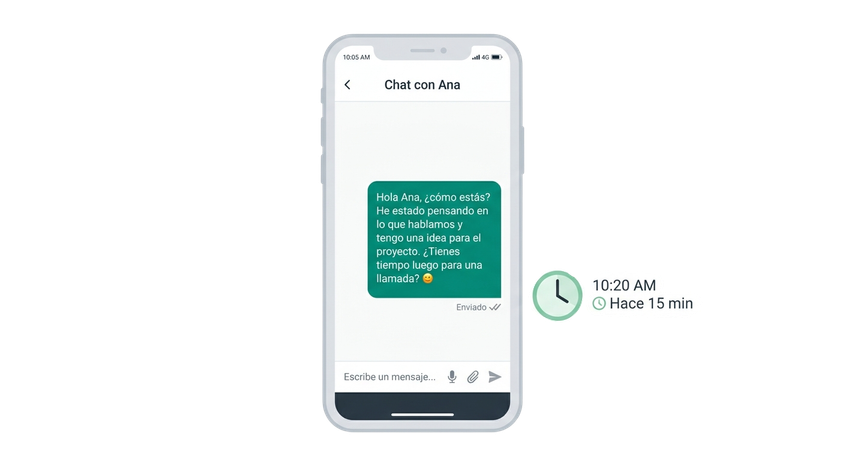 10:05 AM
4G
Chat con Ana
Hola Ana, ¿cómo estás?
He estado pensando en
lo que hablamos y
tengo una idea para el
proyecto. ¿Tienes
tiempo luego para una
llamada? 😊
Enviado
10:20 AM
Hace 15 min
Escribe un mensaje...